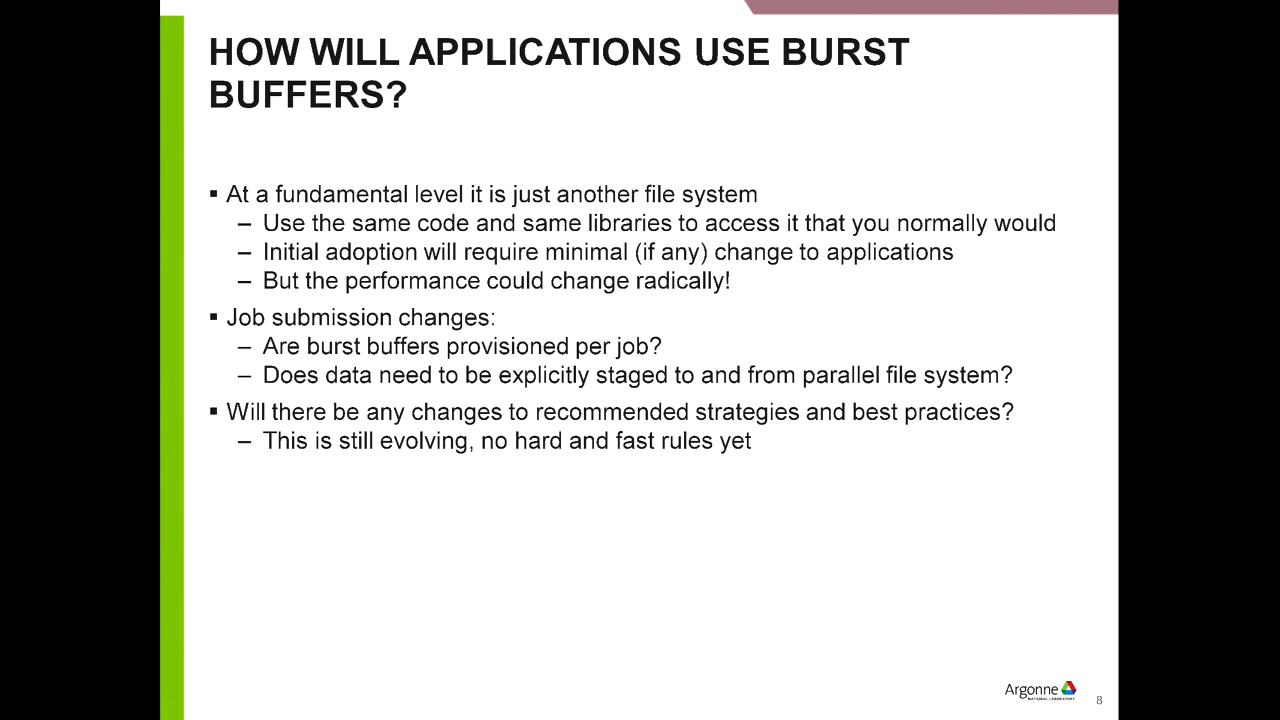 HOW WILL APPLICATIONS USE BURST
BUFFERS?
▪ At a fundamental level it is just another file system
– Use the same code and same libraries to access it that you normally would
– Initial adoption will require minimal (if any) change to applications
– But the performance could change radically!
▪ Job submission changes:
– Are burst buffers provisioned per job?
– Does data need to be explicitly staged to and from parallel file system?
▪ Will there be any changes to recommended strategies and best practices?
– This is still evolving, no hard and fast rules yet
Argonne
NATIONAL LABORATORY
8